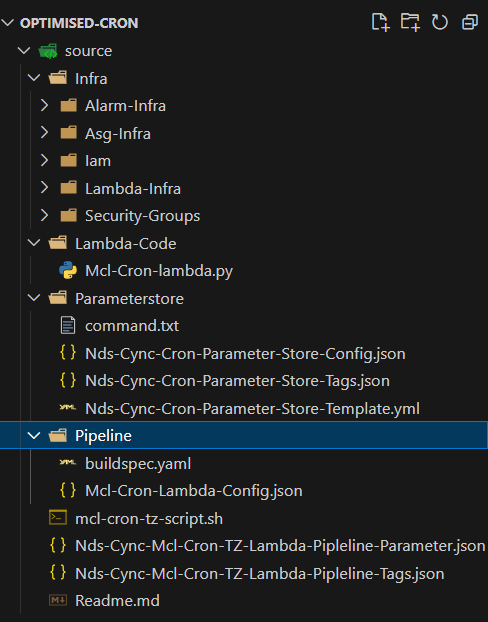 OPTIMISED-CRON
source
Infra
Alarm-Infra
Asg-Infra
Iam
Lambda-Infra
Security-Groups
Lambda-Code
Mcl-Cron-lambda.py
Parameterstore
command.txt
Nds-Cync-Cron-Parameter-Store-Config.json
Nds-Cync-Cron-Parameter-Store-Tags.json
Nds-Cync-Cron-Parameter-Store-Template.yml
Pipeline
buildspec.yaml
Mcl-Cron-Lambda-Config.json
mcl-cron-tz-script.sh
Nds-Cync-Mcl-Cron-TZ-Lambda-Pipleline-Parameter.json
Nds-Cync-Mcl-Cron-TZ-Lambda-Pipleline-Tags.json
Readme.md